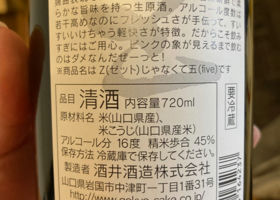 らかな旨味を持つ生原酒。アルコール度数は
若干高めなのにフレッシュさが手伝って、すい
すいいけちゃう軽快さが特徴。だから飲み
すぎにはご用心。ピンクの象が見えるまで飲む
のはダメなんだぜーっと!
※商品名は Z(ゼット)じゃなくて五(five)です
品目 清酒 内容量720ml
原材料名 米(山口県産)、
米こうじ(山口県産米)
アルコール分 16度 精米歩合 45%
保存方法 冷蔵庫で保存してください。
製造者 酒井酒造株式会社
山口県岩国市中津町一丁目1番31号
http://www.gokyo-sake.co.jp
要冷蔵